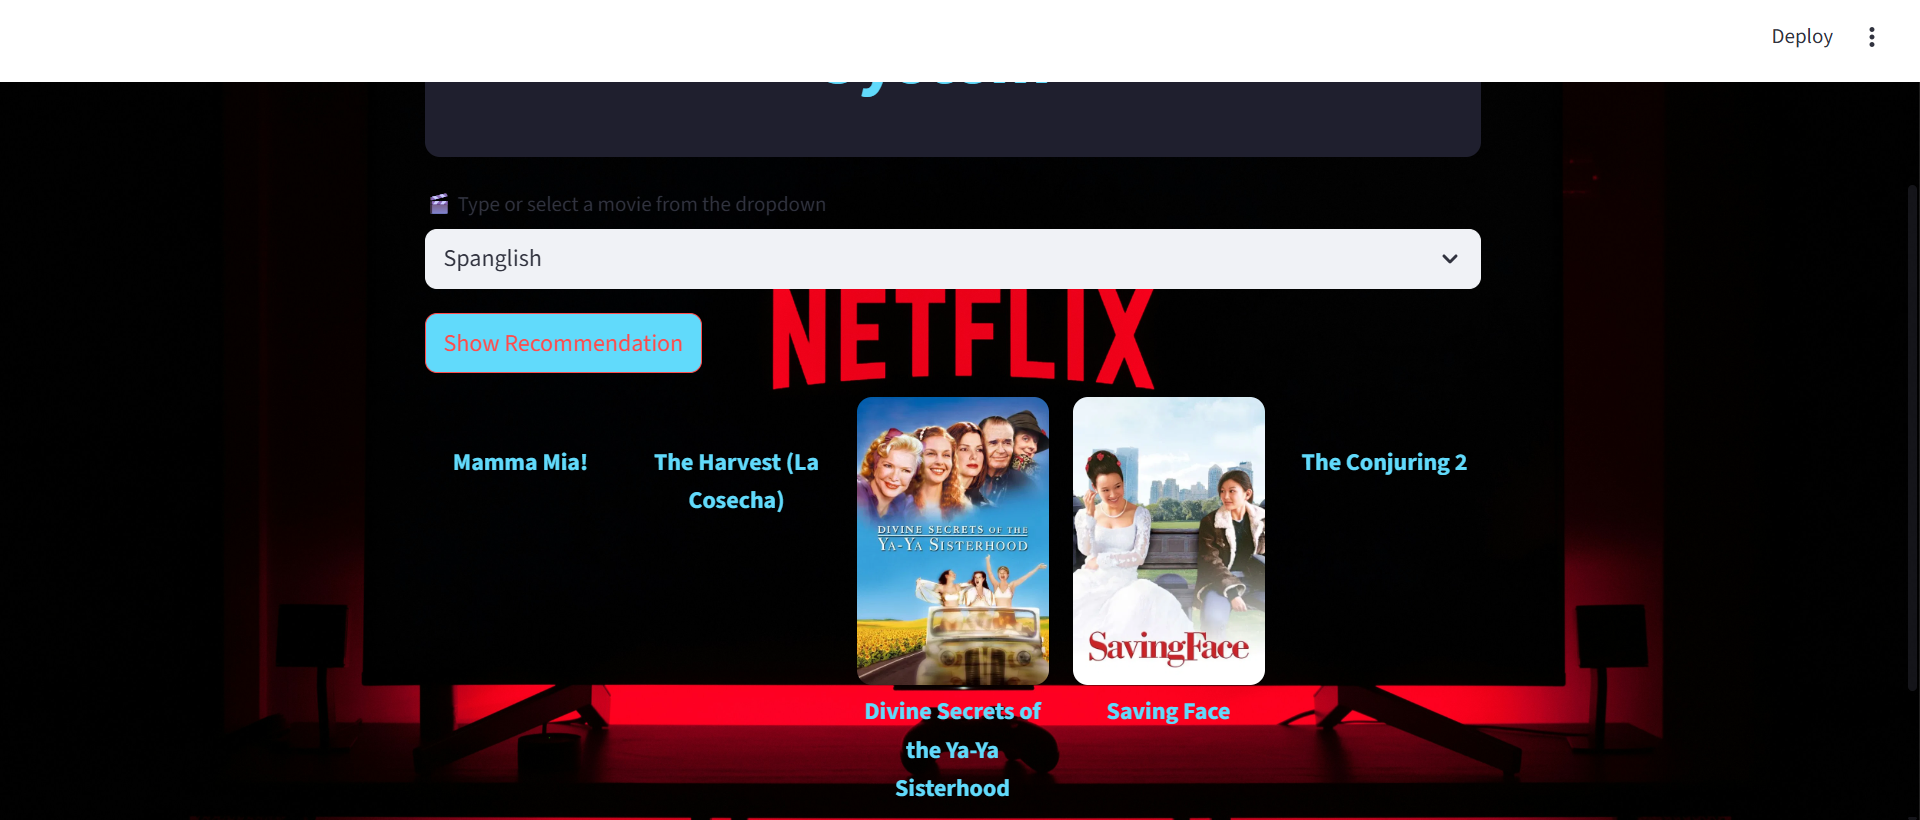 Deploy
Type or select a movie from the dropdown
Spanglish
NETFLIX
Show Recommendation
Mamma Mia!
The Harvest (La
Cosecha)
DIVINE SECRETS OF THE
YA-YA SISTERHOOD
SavingFace
The Conjuring 2
Divine Secrets of
the Ya-Ya
Sisterhood
Saving Face